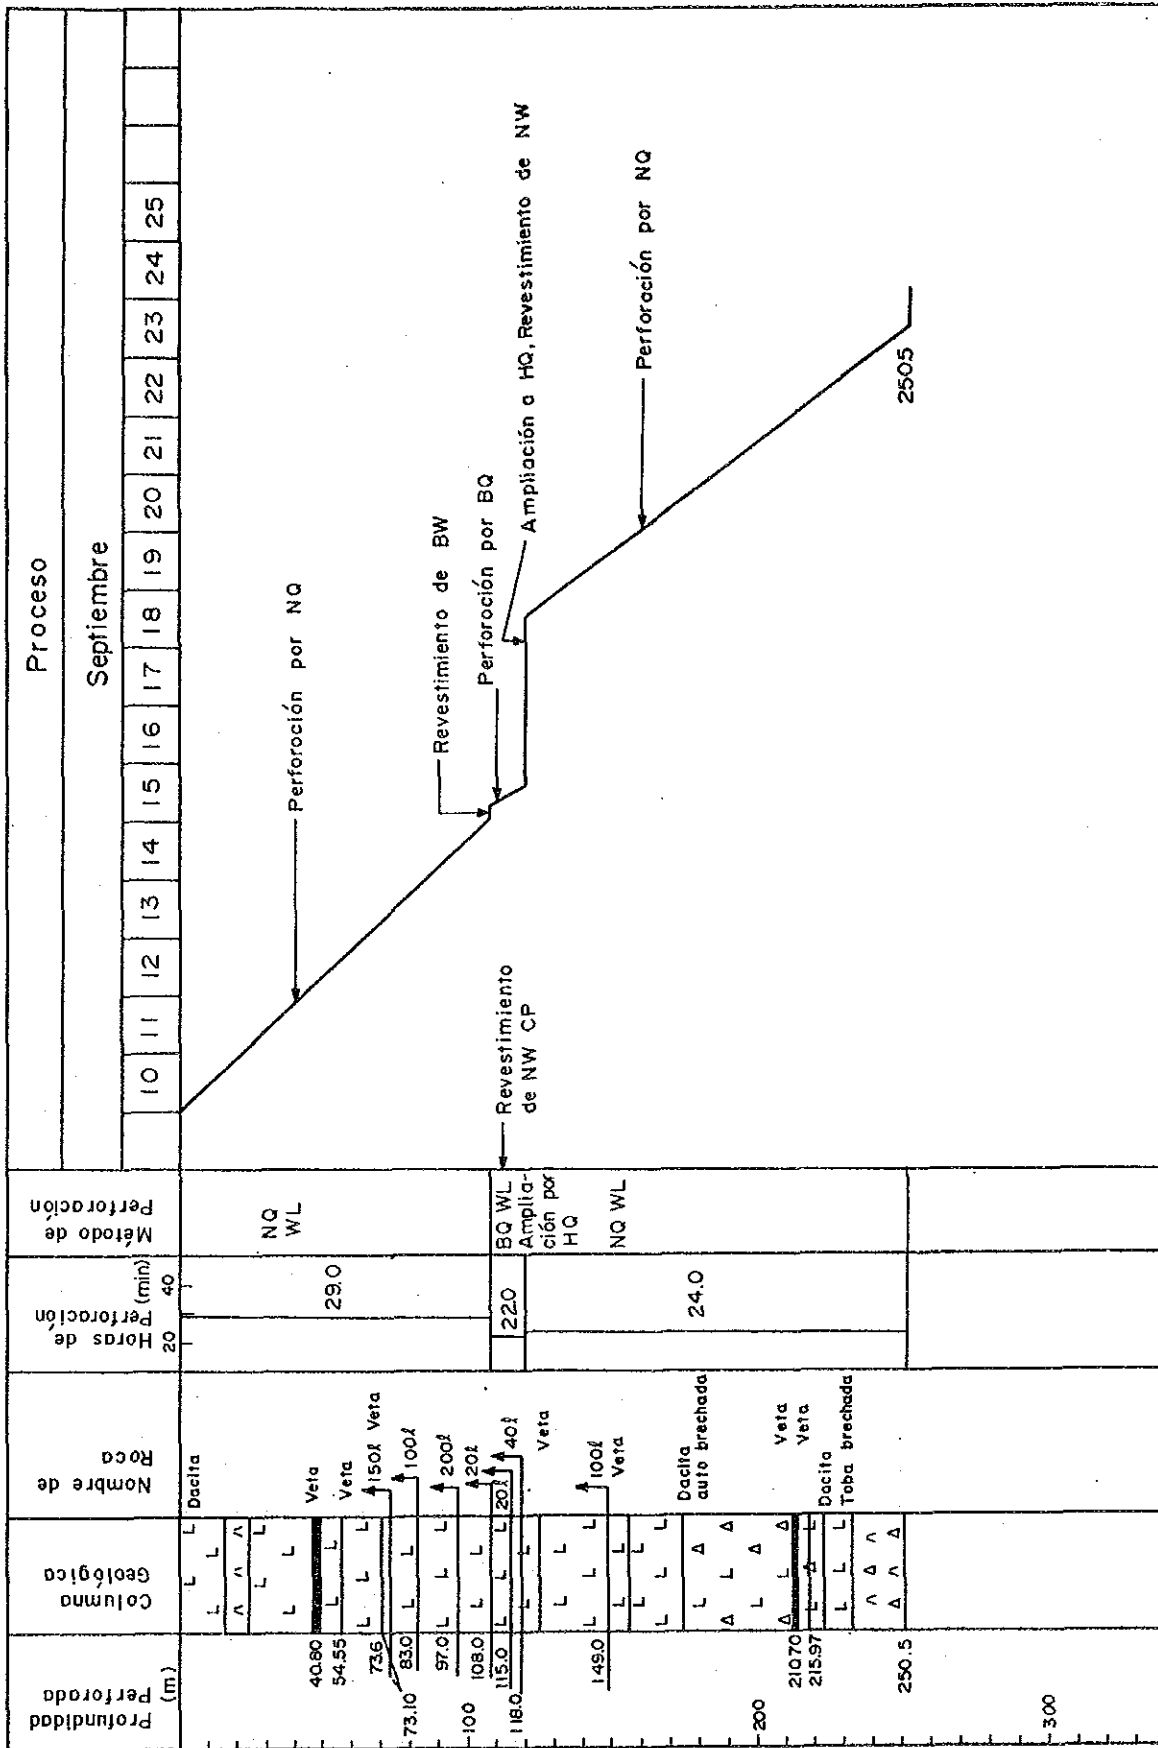 Proceso
Septiembre
10 11 12 13 14 15 16 17 18 19 20 21 22 23 24 25
Profundidad
Perforada
(m)
Columna
Geológica
Nombre de
Roca
Horas de
Perforación
(min)
20 40
Método de
Perforación
Perforoción por NQ
Revestimiento de BW
Perforoción por BQ
Ampliación a HQ, Revestimiento de NW
Perforación por NQ
250.5
Revestimiento
de NW CP
NQ
WL
BQ WL
Amplia-
ción por
HQ
NQ WL
29.0
22.0
24.0
Dacita
Veta
Veta
150ℓ Veta
100ℓ
200ℓ
20ℓ
20ℓ
40ℓ
Veta
100ℓ
Veta
Dacita
auto brechada
Veta
Veta
Dacita
Toba brechada
40.80
54.55
73.6
73.10
83.0
97.0
100
108.0
115.0
118.0
149.0
200
210.70
215.97
250.5
300